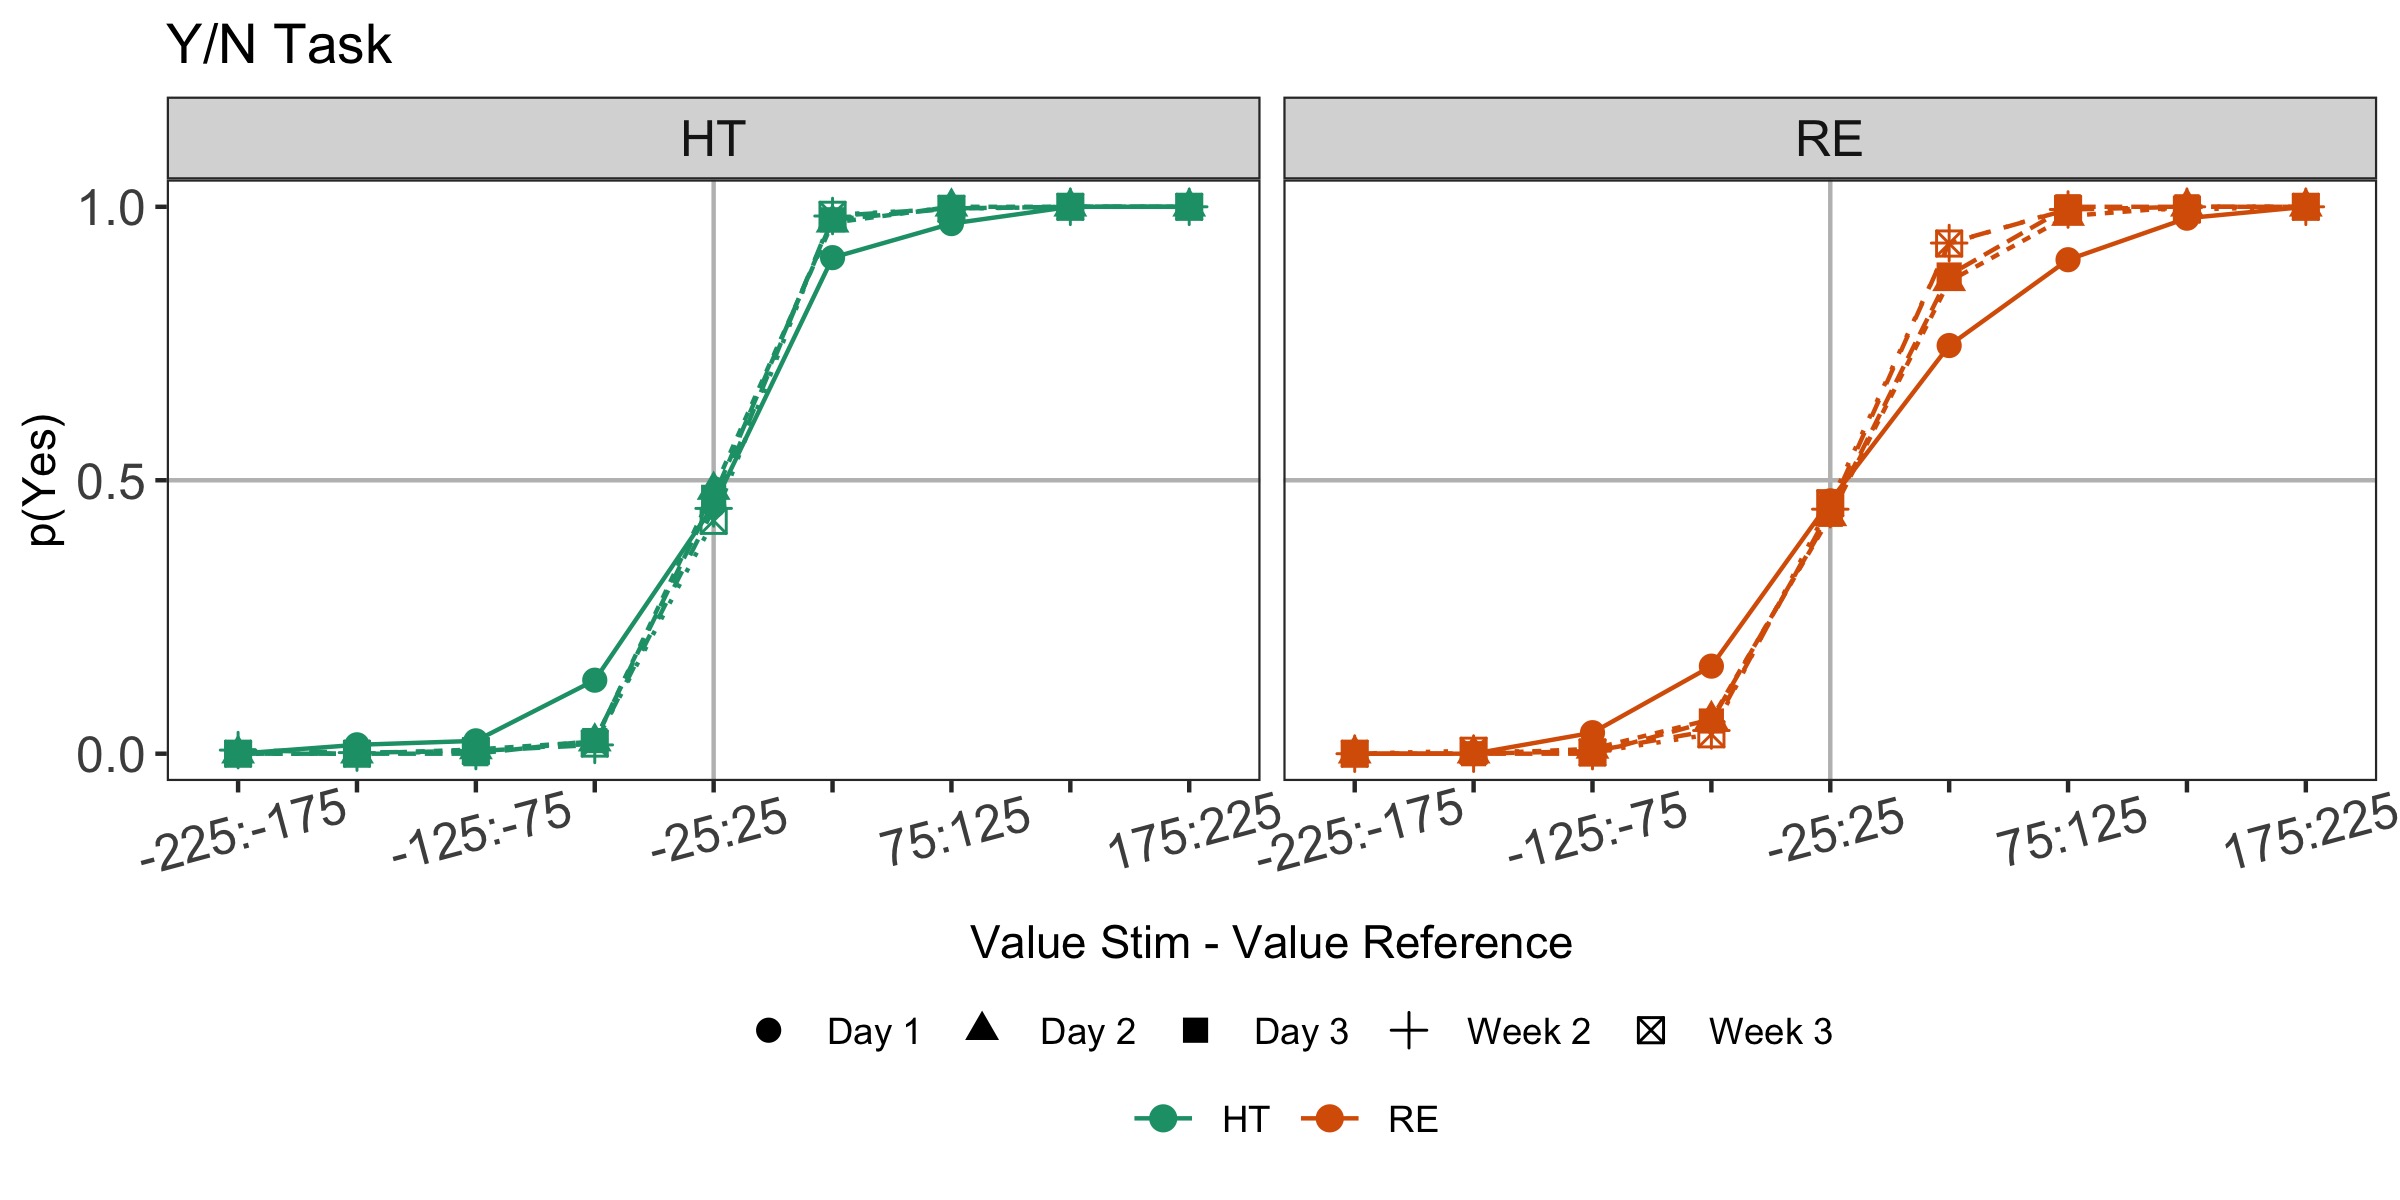 Y/N Task
HT
RE
p(Yes)
1.0
0.5
0.0
-225:-175
-125:-75
-25:25
75:125
175:225
-225:-175
-125:-75
-25:25
75:125
175:225
Value Stim - Value Reference
Day 1 Day 2 Day 3 Week 2 Week 3
HT RE